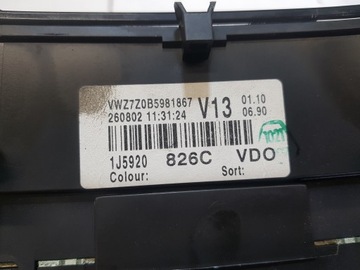 VWZ7Z0B5981867 V13 01.10
260802 11:31:24 06.90
1J5920 826C VDO
Colour: Sort: